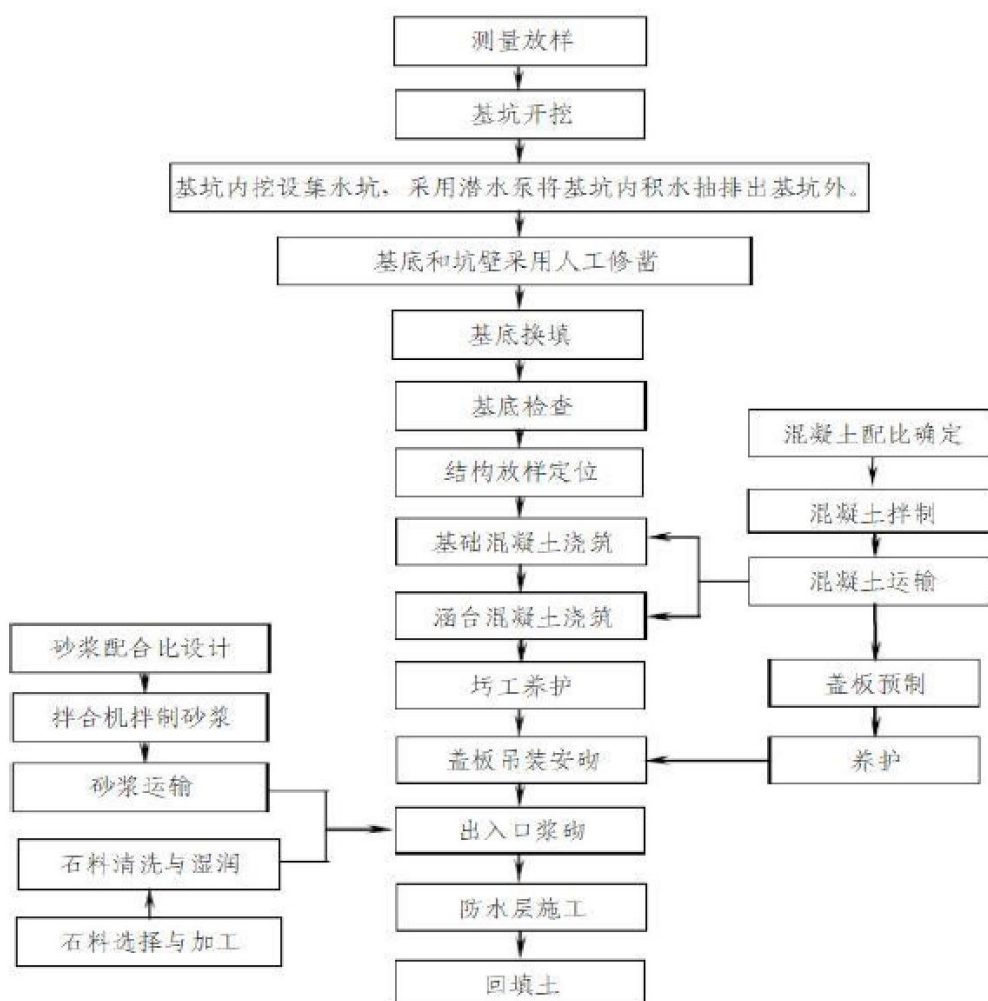 测量放样
基坑开挖
基坑内挖设集水坑，采用潜水泵将基坑内积水抽排出基坑外。
基底和坑壁采用人工修凿
基底换填
基底检查
结构放样定位
基础混凝土浇筑
涵台混凝土浇筑
圬工养护
盖板吊装安砌
出入口浆砌
防水层施工
回填土
混凝土配比确定
混凝土拌制
混凝土运输
盖板预制
养护
砂浆配合比设计
拌合机拌制砂浆
砂浆运输
石料清洗与湿润
石料选择与加工